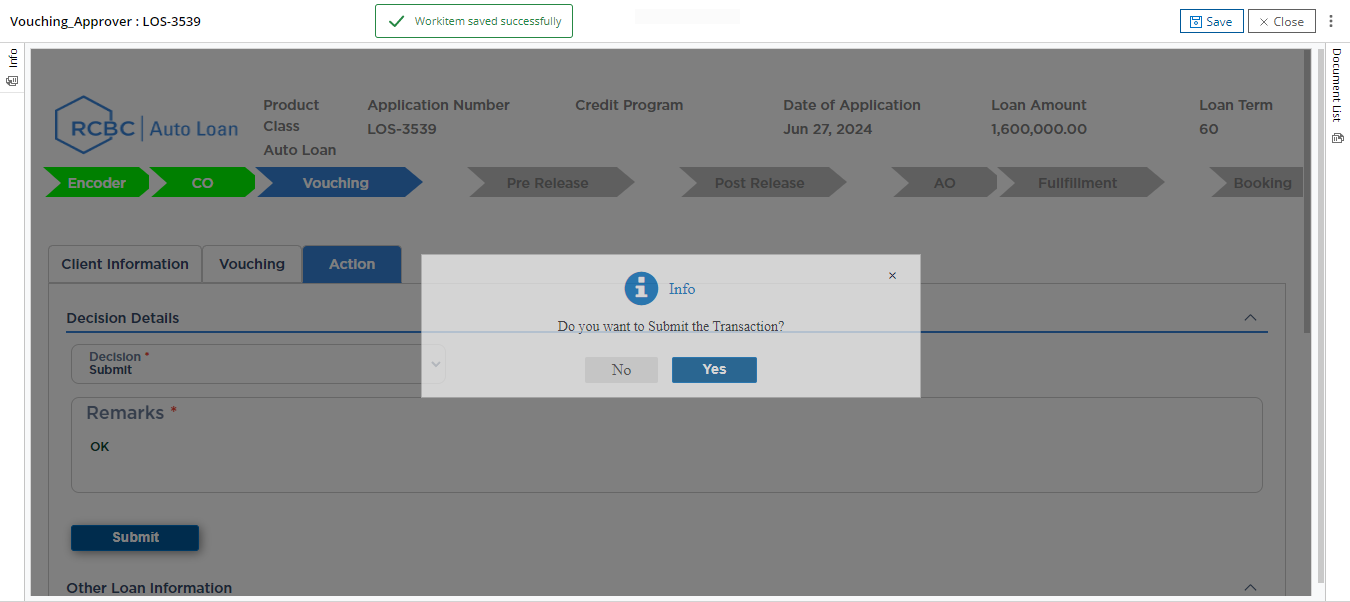 Vouching_Approver : LOS-3539
Workitem saved successfully
Save
Close
Info
Document List
RCBC Auto Loan
Product Class
Auto Loan
Application Number
LOS-3539
Credit Program
Date of Application
Jun 27, 2024
Loan Amount
1,600,000.00
Loan Term
60
Encoder
CO
Vouching
Pre Release
Post Release
AO
Fullfillment
Booking
Client Information
Vouching
Action
Info
Do you want to Submit the Transaction?
No
Yes
Decision Details
Decision *
Submit
Remarks *
OK
Submit
Other Loan Information